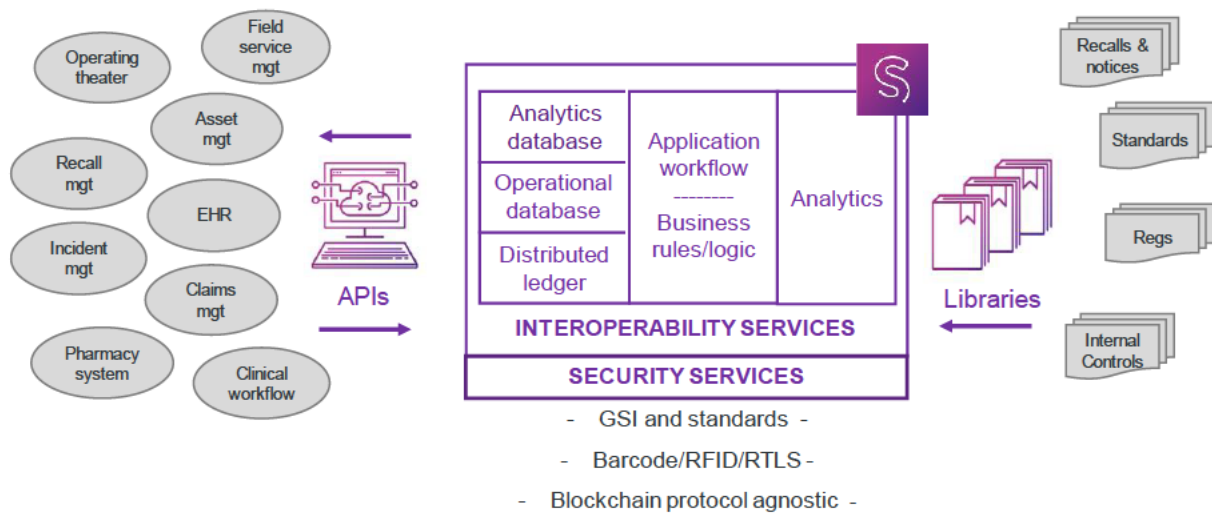 Field
service
mgt
Operating
theater
Asset
mgt
Recall
mgt
EHR
Incident
mgt
Claims
mgt
Pharmacy
system
Clinical
workflow
APIs
S
Analytics
database
Operational
database
Distributed
ledger
Application
workflow
--------
Business
rules/logic
Analytics
INTEROPERABILITY SERVICES
SECURITY SERVICES
- GSI and standards -
- Barcode/RFID/RTLS -
- Blockchain protocol agnostic -
Libraries
Recalls &
notices
Standards
Regs
Internal
Controls